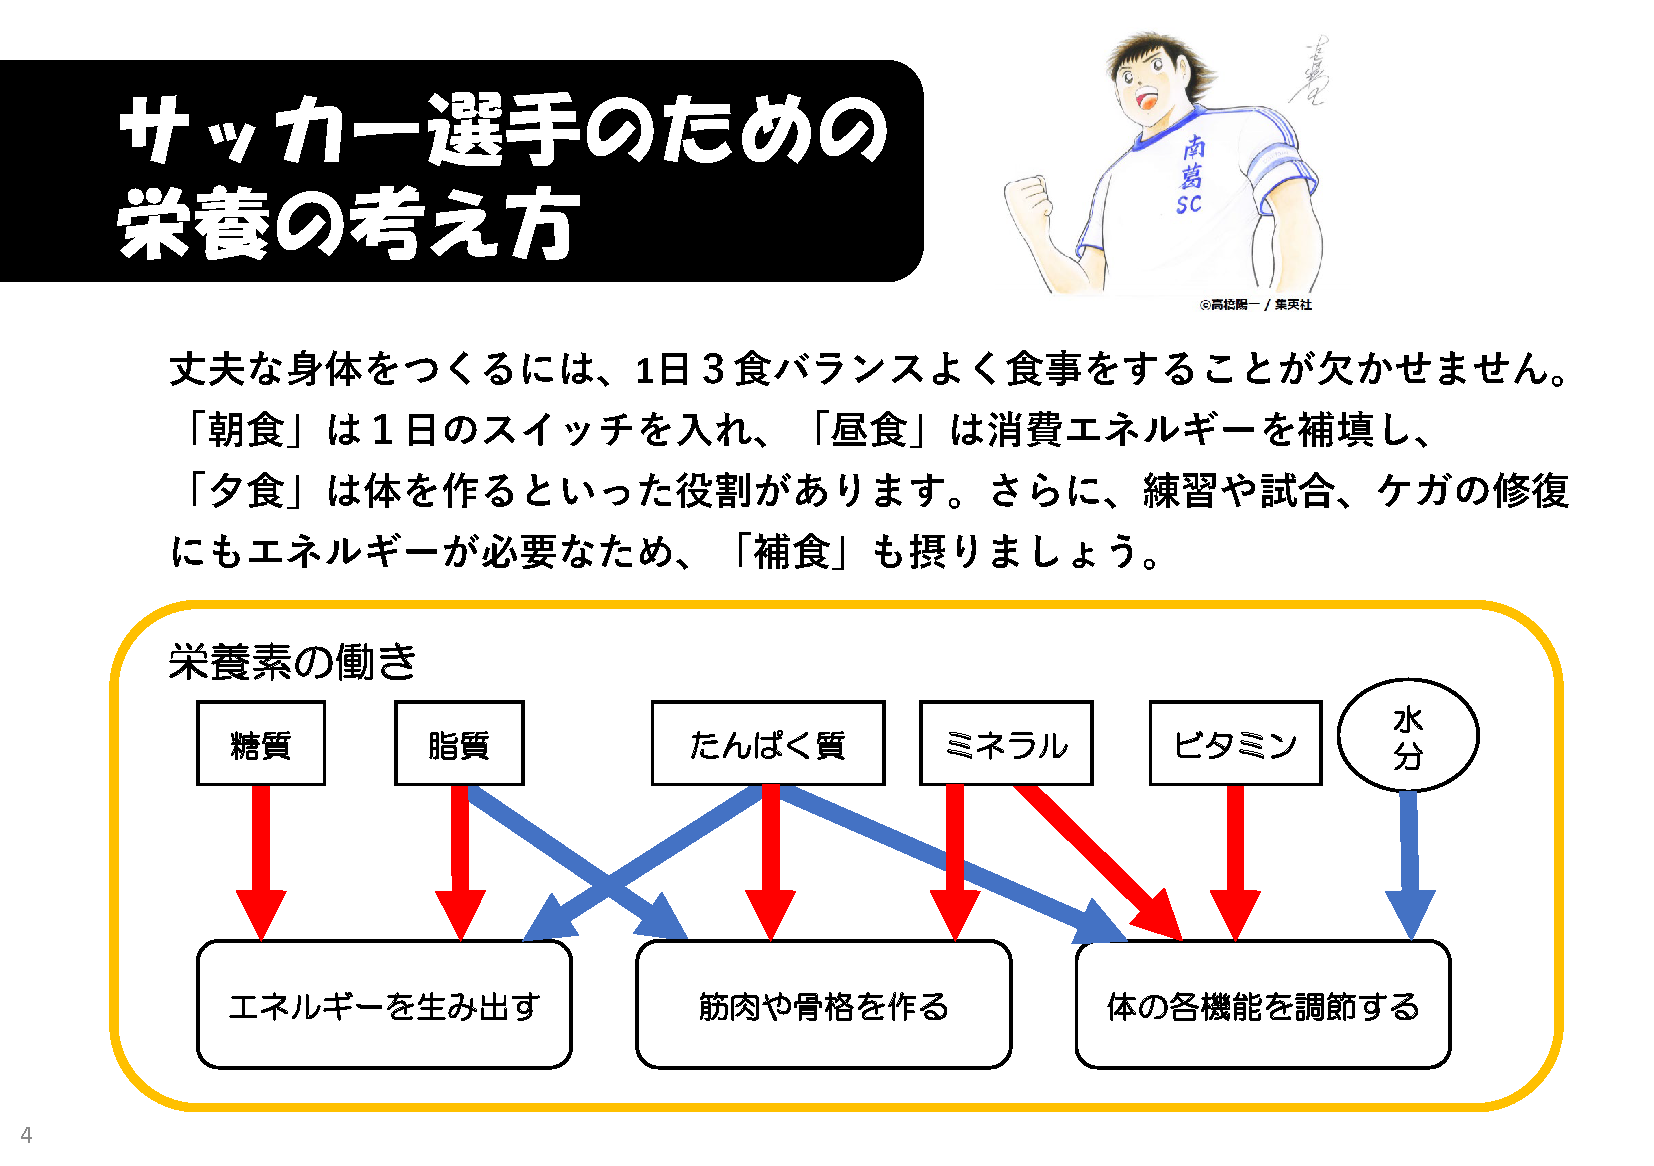 サッカー選手のための
栄養の考え方
南葛
SC
©高橋陽一 / 集英社
丈夫な身体をつくるには、1日３食バランスよく食事をすることが欠かせません。
「朝食」は１日のスイッチを入れ、「昼食」は消費エネルギーを補填し、
「夕食」は体を作るといった役割があります。さらに、練習や試合、ケガの修復
にもエネルギーが必要なため、「補食」も摂りましょう。
栄養素の働き
糖質
脂質
たんぱく質
ミネラル
ビタミン
水
分
エネルギーを生み出す
筋肉や骨格を作る
体の各機能を調節する
4